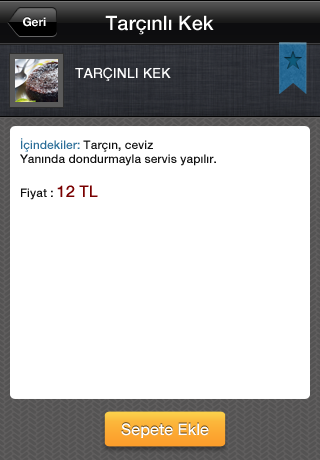 Geri
Tarçınlı Kek
TARÇINLI KEK
İçindekiler: Tarçın, ceviz
Yanında dondurmayla servis yapılır.
Fiyat : 12 TL
Sepete Ekle